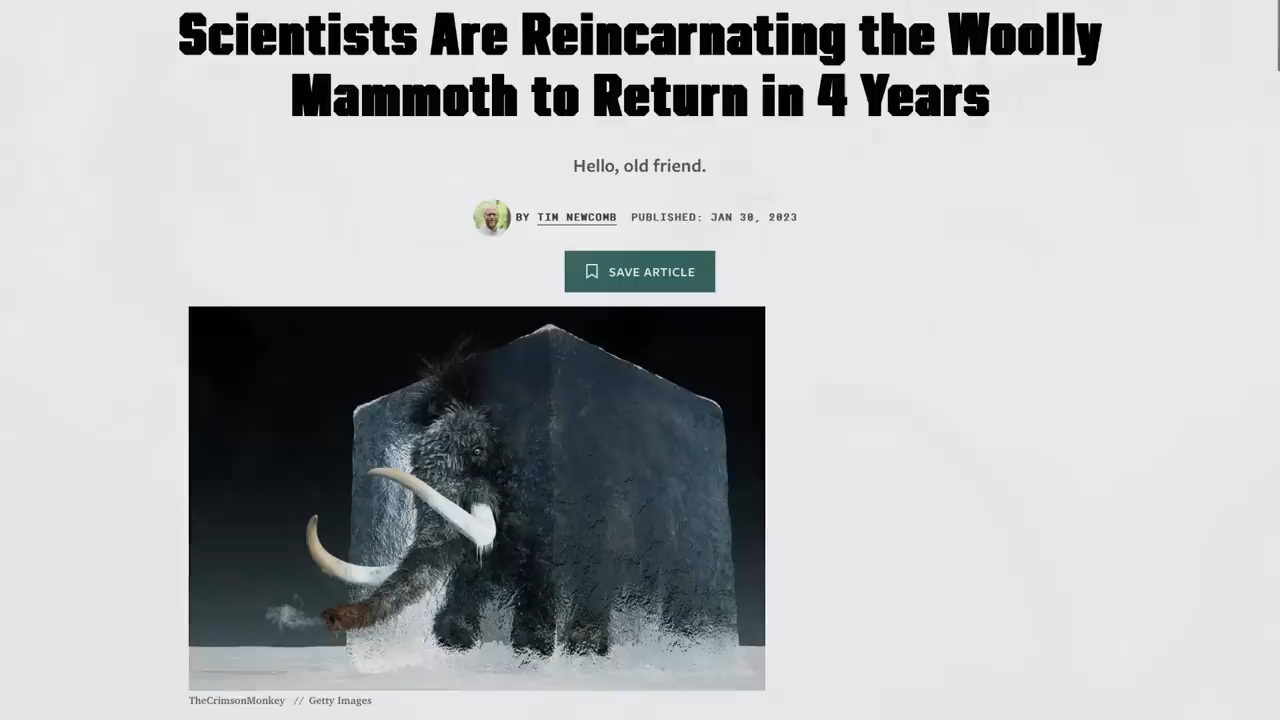 Scientists Are Reincarnating the Woolly
Mammoth to Return in 4 Years
Hello, old friend.
BY TIM NEWCOMB PUBLISHED: JAN 30, 2023
SAVE ARTICLE
TheCrimsonMonkey // Getty Images